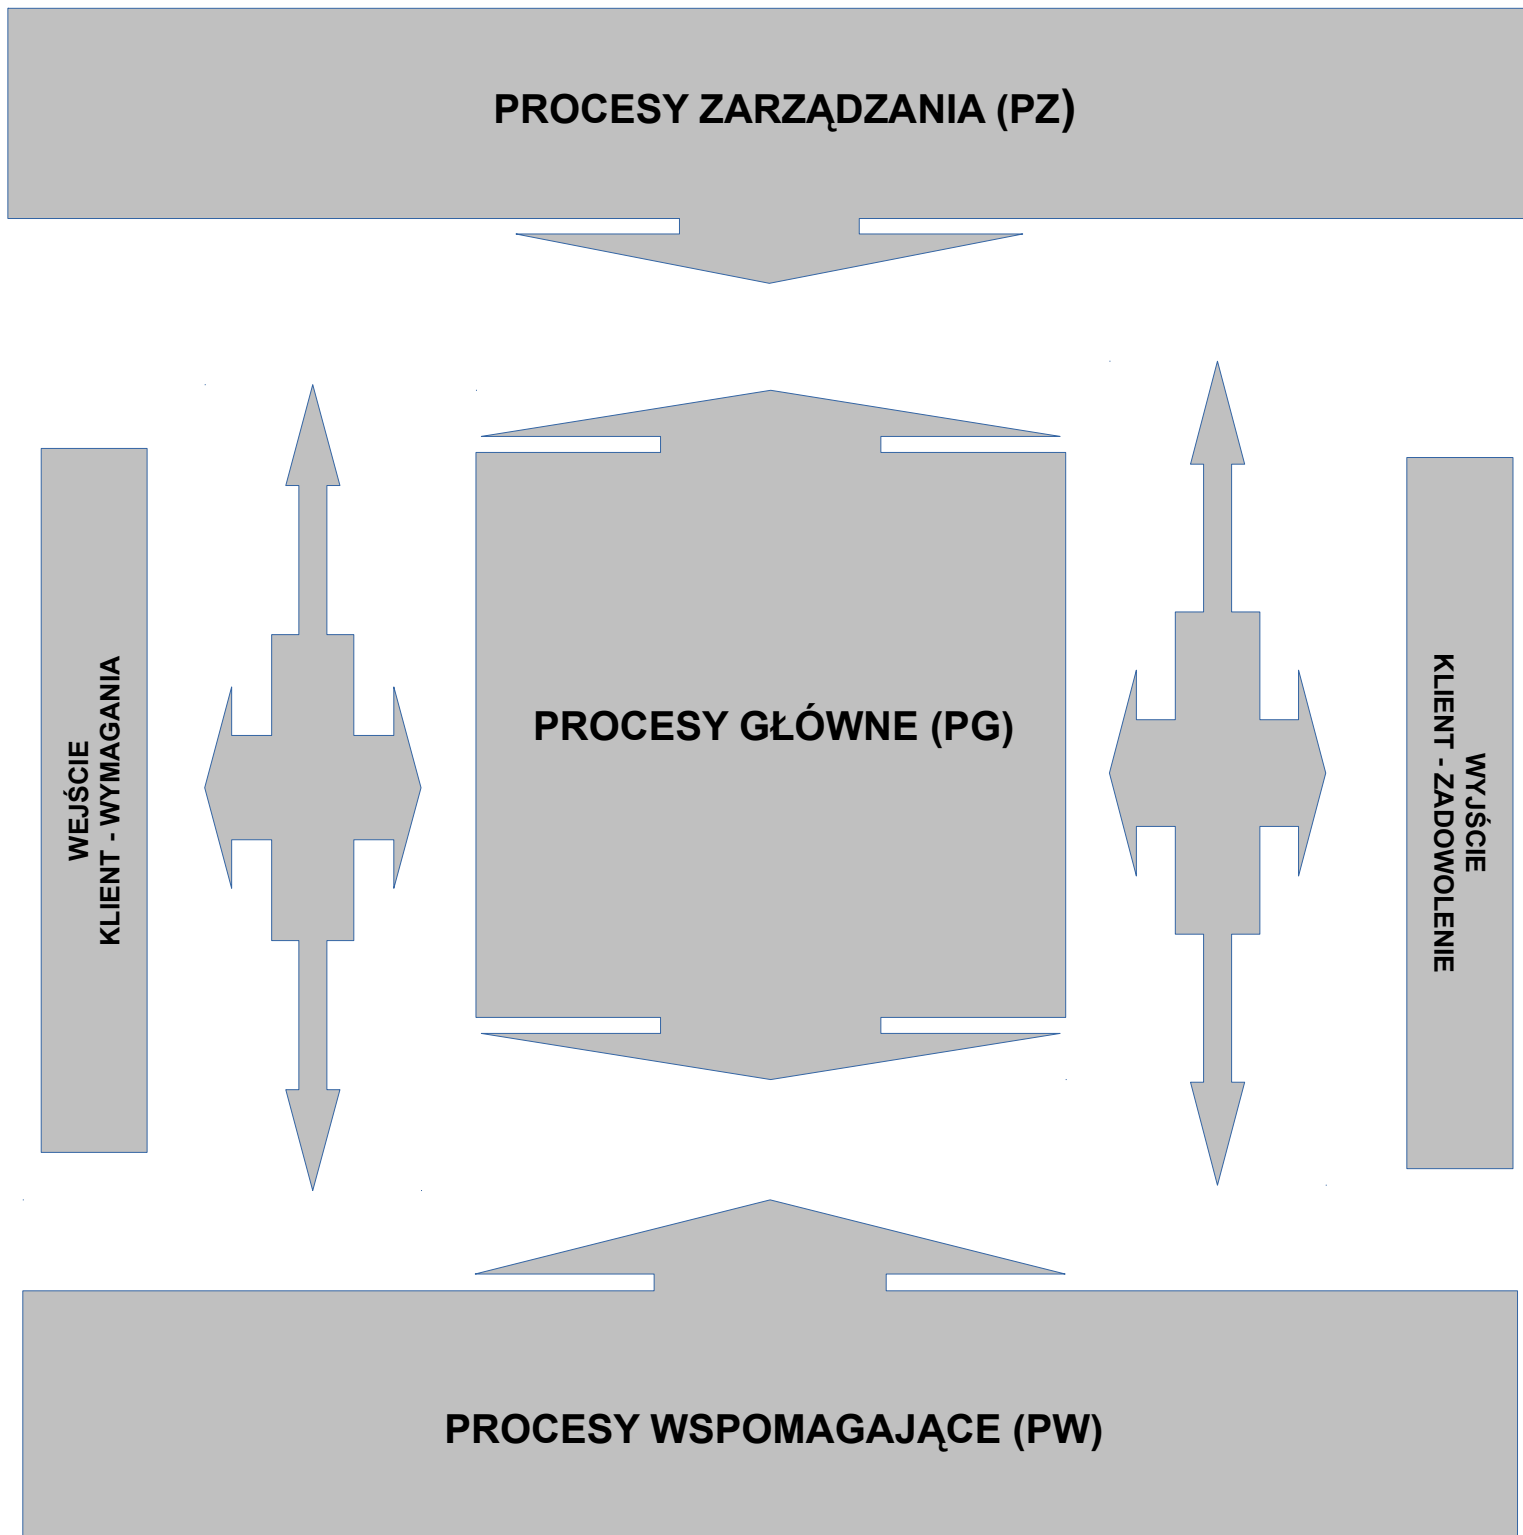 PROCESY ZARZĄDZANIA (PZ)
WEJŚCIE
KLIENT - WYMAGANIA
PROCESY GŁÓWNE (PG)
WYJŚCIE
KLIENT - ZADOWOLENIE
PROCESY WSPOMAGAJĄCE (PW)